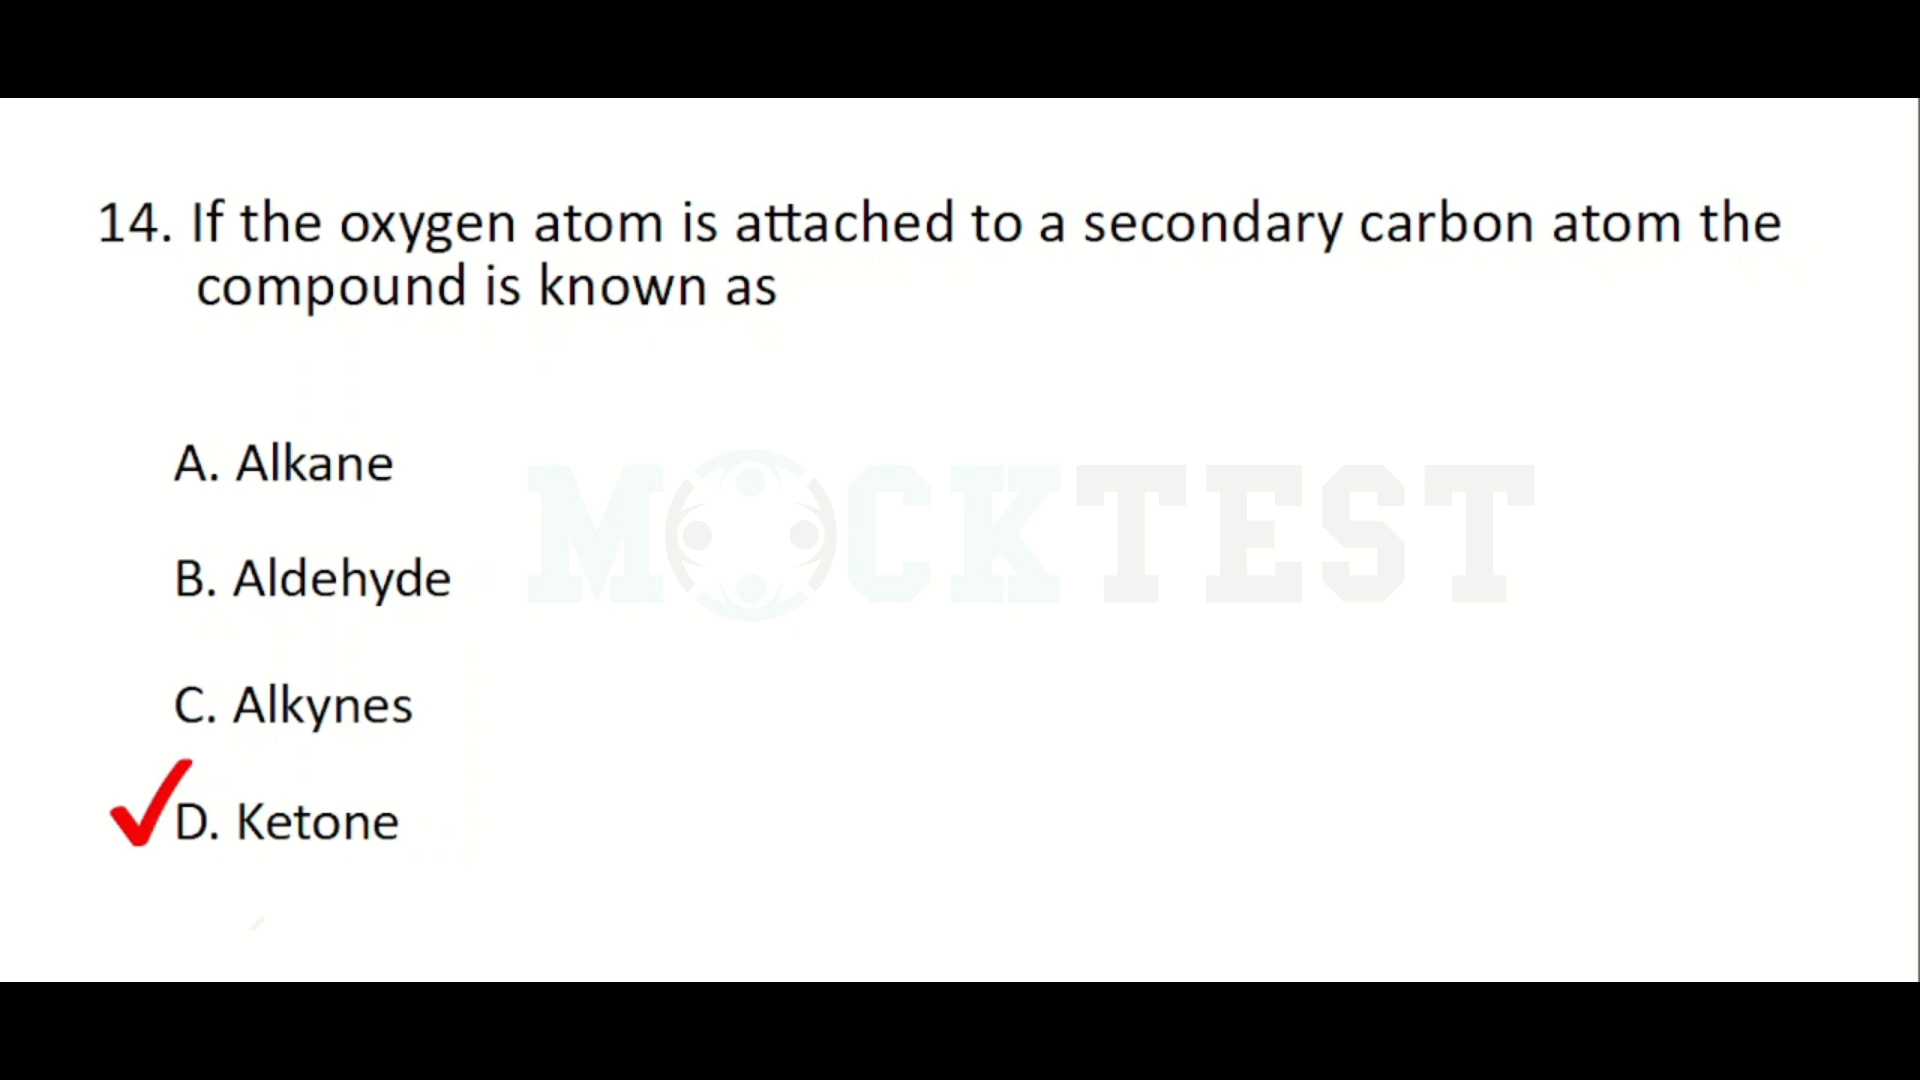 14. If the oxygen atom is attached to a secondary carbon atom the
compound is known as
A. Alkane
B. Aldehyde
MOCKTEST
C. Alkynes
D. Ketone